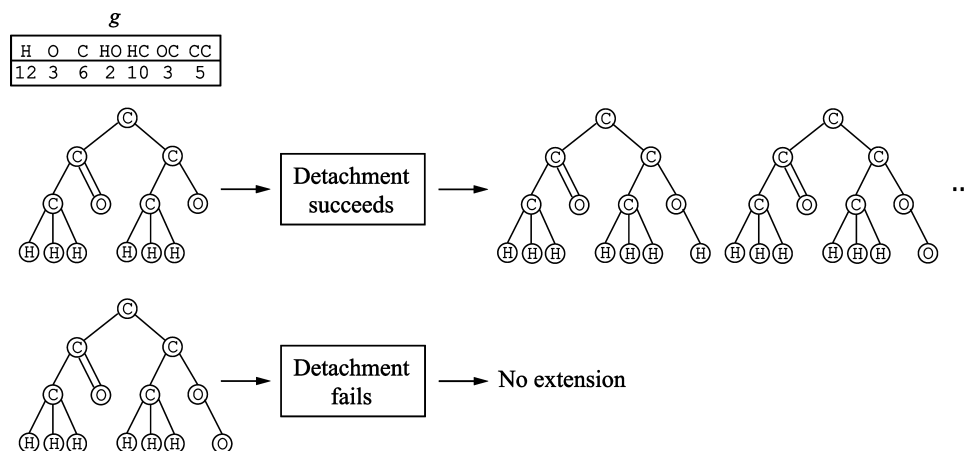 g
H O C HO HC OC CC
12 3 6 2 10 3 5
C
C C
C O C O
H H H H H H
Detachment
succeeds
C
C C
C O C O
H H H H H H H
C
C C
C O C O
H H H H H H O
..
C
C C
C O C O
H H H H H H O
Detachment
fails
No extension